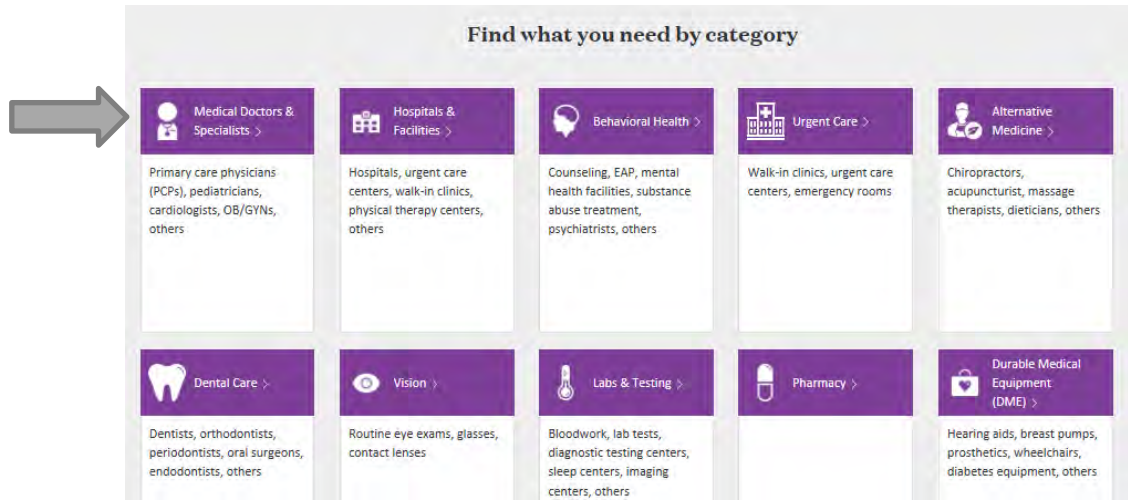 Find what you need by category
Medical Doctors &
Specialists >
Primary care physicians
(PCPs), pediatricians,
cardiologists, OB/GYNs,
others
Hospitals &
Facilities >
Hospitals, urgent care
centers, walk-in clinics,
physical therapy centers,
others
Behavioral Health >
Counseling, EAP, mental
health facilities, substance
abuse treatment,
psychiatrists, others
Urgent Care >
Walk-in clinics, urgent care
centers, emergency rooms
Alternative
Medicine >
Chiropractors,
acupuncturist, massage
therapists, dieticians, others
Dental Care >
Dentists, orthodontists,
periodontists, oral surgeons,
endodontists, others
Vision >
Routine eye exams, glasses,
contact lenses
Labs & Testing >
Bloodwork, lab tests,
diagnostic testing centers,
sleep centers, imaging
centers, others
Pharmacy >
Durable Medical
Equipment
(DME) >
Hearing aids, breast pumps,
prosthetics, wheelchairs,
diabetes equipment, others